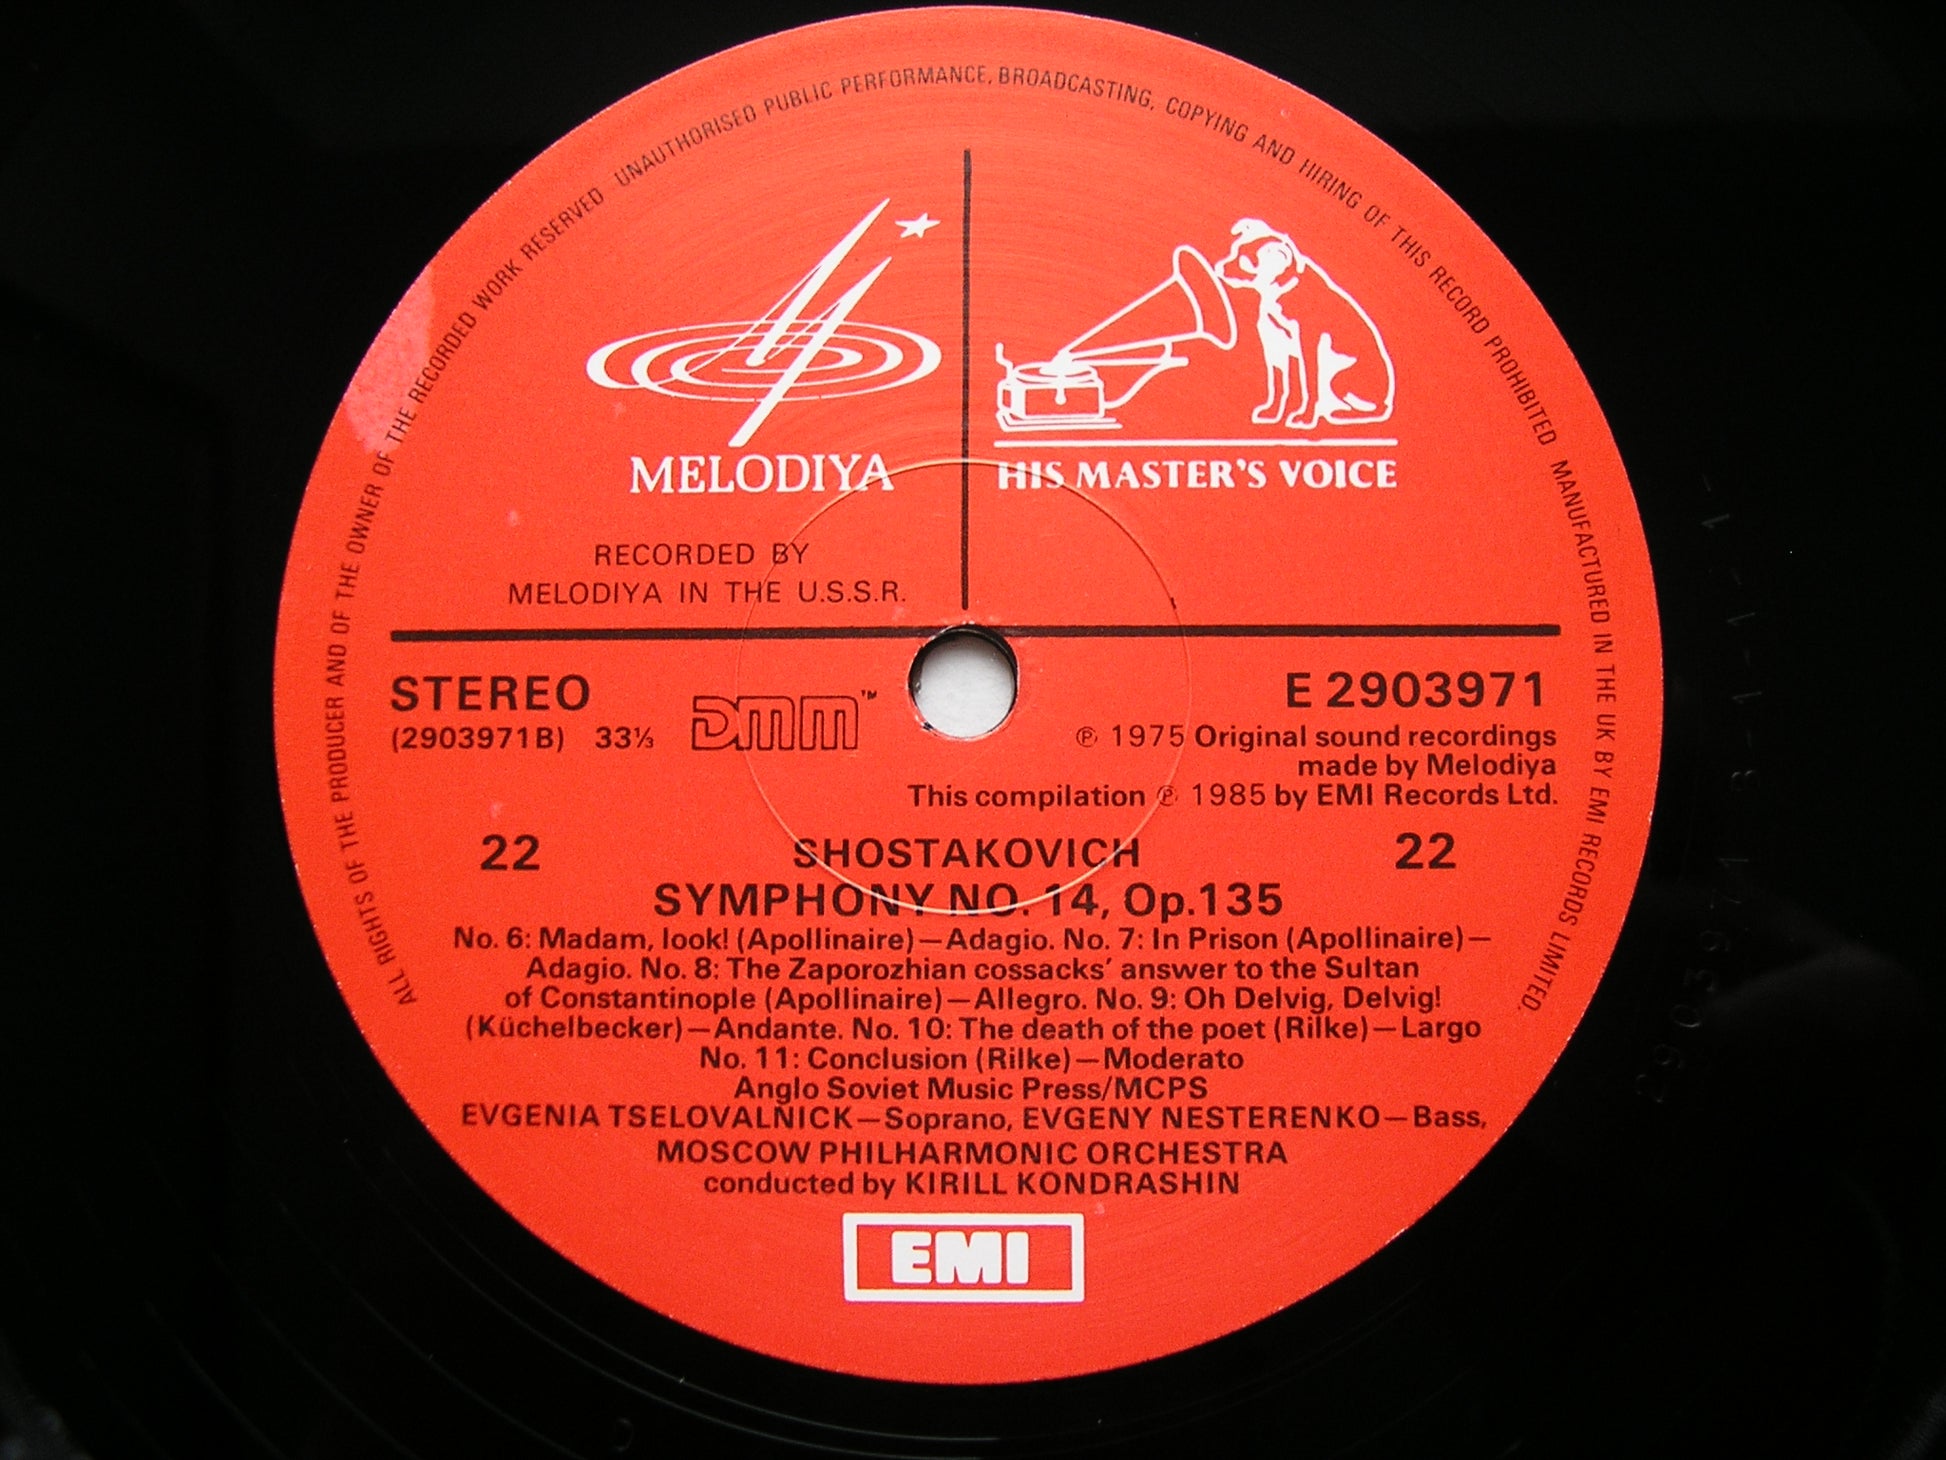 ALL RIGHTS OF THE PRODUCER AND OF THE OWNER OF THE RECORDED WORK RESERVED UNAUTHORISED PUBLIC PERFORMANCE, BROADCASTING, COPYING AND HIRING OF THIS RECORD PROHIBITED MANUFACTURED IN THE UK BY EMI RECORDS LIMITED.
MELODIYA
HIS MASTER'S VOICE
RECORDED BY
MELODIYA IN THE U.S.S.R.
STEREO
(2903971B) 33⅓
DMM™
E 2903971
℗ 1975 Original sound recordings
made by Melodiya
This compilation ℗ 1985 by EMI Records Ltd.
22 SHOSTAKOVICH 22
SYMPHONY NO. 14, Op.135
No. 6: Madam, look! (Apollinaire)—Adagio. No. 7: In Prison (Apollinaire)—
Adagio. No. 8: The Zaporozhian cossacks' answer to the Sultan
of Constantinople (Apollinaire)—Allegro. No. 9: Oh Delvig, Delvig!
(Küchelbecker)—Andante. No. 10: The death of the poet (Rilke)—Largo
No. 11: Conclusion (Rilke)—Moderato
Anglo Soviet Music Press/MCPS
EVGENIA TSELOVALNICK—Soprano, EVGENY NESTERENKO—Bass,
MOSCOW PHILHARMONIC ORCHESTRA
conducted by KIRILL KONDRASHIN
EMI
2903971 B-1-1-1-